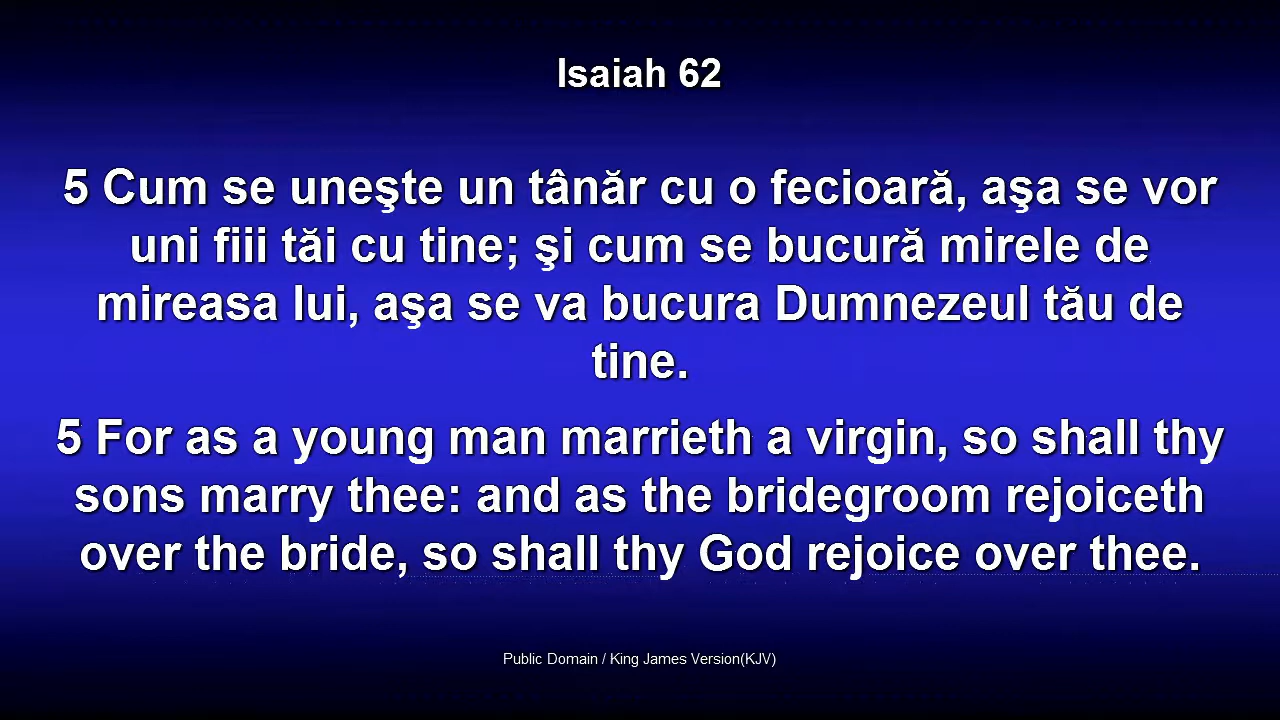 Isaiah 62
5 Cum se uneşte un tânăr cu o fecioară, aşa se vor
uni fiii tăi cu tine; şi cum se bucură mirele de
mireasa lui, aşa se va bucura Dumnezeul tău de
tine.
5 For as a young man marrieth a virgin, so shall thy
sons marry thee: and as the bridegroom rejoiceth
over the bride, so shall thy God rejoice over thee.
Public Domain / King James Version(KJV)